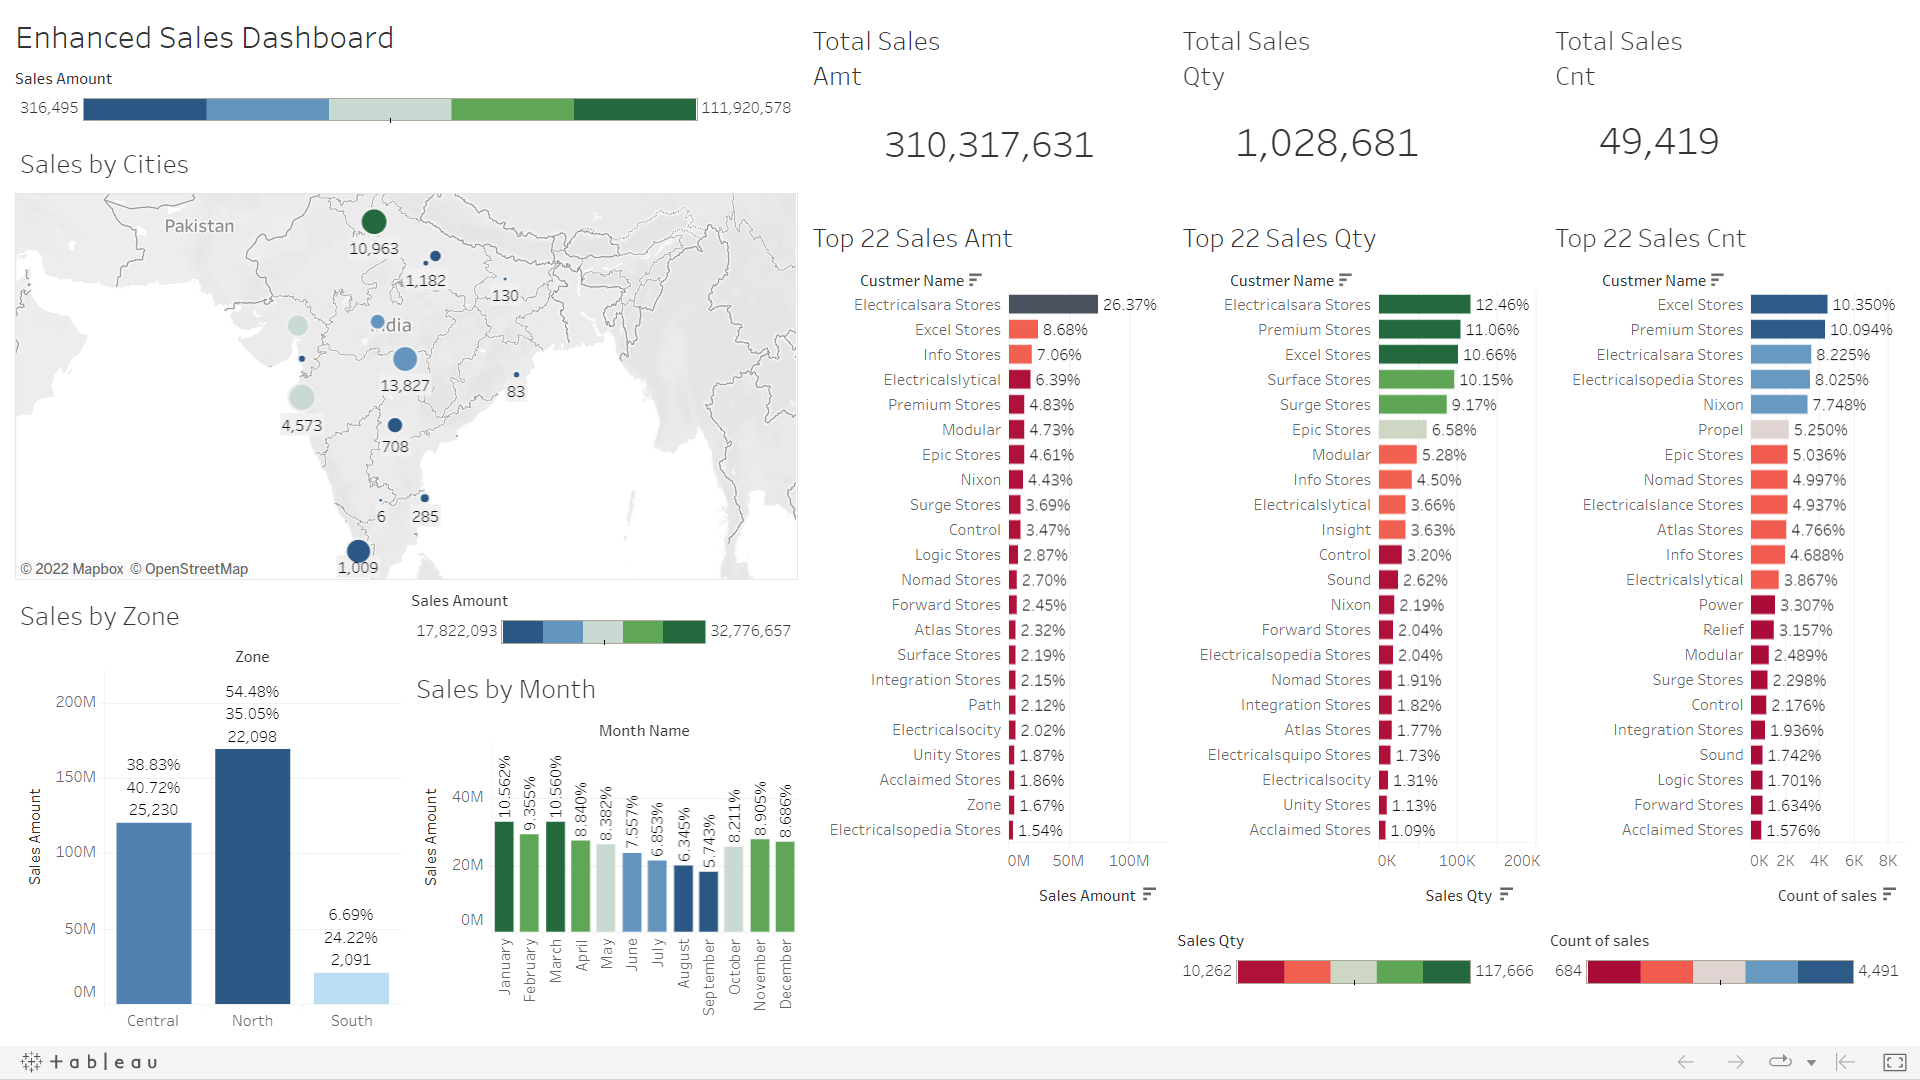 Enhanced Sales Dashboard
Sales Amount
316,495 111,920,578
Sales by Cities
Pakistan
10,963
1,182
130
dia
13,827
83
4,573
708
6 285
1,009
© 2022 Mapbox © OpenStreetMap
Total Sales
Amt
310,317,631
Total Sales
Qty
1,028,681
Total Sales
Cnt
49,419
Sales by Zone
Zone
Sales Amount
200M
150M
100M
50M
0M
38.83%
40.72%
25,230
54.48%
35.05%
22,098
6.69%
24.22%
2,091
Central North South
Sales Amount
17,822,093 32,776,657
Sales by Month
Month Name
Sales Amount
40M
20M
0M
10.562% 9.355% 10.560% 8.840% 8.382% 7.557% 6.853% 6.345% 5.743% 8.211% 8.905% 8.686%
January February March April May June July August September October November December
Top 22 Sales Amt
Custmer Name
Electricalsara Stores 26.37%
Excel Stores 8.68%
Info Stores 7.06%
Electricalslytical 6.39%
Premium Stores 4.83%
Modular 4.73%
Epic Stores 4.61%
Nixon 4.43%
Surge Stores 3.69%
Control 3.47%
Logic Stores 2.87%
Nomad Stores 2.70%
Forward Stores 2.45%
Atlas Stores 2.32%
Surface Stores 2.19%
Integration Stores 2.15%
Path 2.12%
Electricalsocity 2.02%
Unity Stores 1.87%
Acclaimed Stores 1.86%
Zone 1.67%
Electricalsopedia Stores 1.54%
0M 50M 100M
Sales Amount
Top 22 Sales Qty
Custmer Name
Electricalsara Stores 12.46%
Premium Stores 11.06%
Excel Stores 10.66%
Surface Stores 10.15%
Surge Stores 9.17%
Epic Stores 6.58%
Modular 5.28%
Info Stores 4.50%
Electricalslytical 3.66%
Insight 3.63%
Control 3.20%
Sound 2.62%
Nixon 2.19%
Forward Stores 2.04%
Electricalsopedia Stores 2.04%
Nomad Stores 1.91%
Integration Stores 1.82%
Atlas Stores 1.77%
Electricalsquipo Stores 1.73%
Electricalsocity 1.31%
Unity Stores 1.13%
Acclaimed Stores 1.09%
0K 100K 200K
Sales Qty
Sales Qty
10,262 117,666
Top 22 Sales Cnt
Custmer Name
Excel Stores 10.350%
Premium Stores 10.094%
Electricalsara Stores 8.225%
Electricalsopedia Stores 8.025%
Nixon 7.748%
Propel 5.250%
Epic Stores 5.036%
Nomad Stores 4.997%
Electricalslance Stores 4.937%
Atlas Stores 4.766%
Info Stores 4.688%
Electricalslytical 3.867%
Power 3.307%
Relief 3.157%
Modular 2.489%
Surge Stores 2.298%
Control 2.176%
Integration Stores 1.936%
Sound 1.742%
Logic Stores 1.701%
Forward Stores 1.634%
Acclaimed Stores 1.576%
0K 2K 4K 6K 8K
Count of sales
Count of sales
684 4,491
+ableau